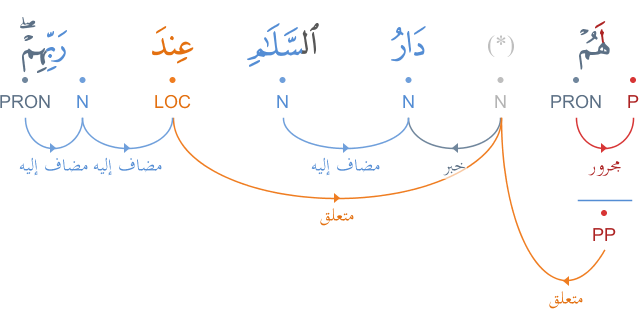 لَهُمْ (*) دَارُ ٱلسَّلَـٰمِ عِندَ رَبِّهِمْ ۖ
P PRON N N N LOC N PRON
مجرور خبر مضاف إليه مضاف إليه مضاف إليه
متعلق
PP
متعلق